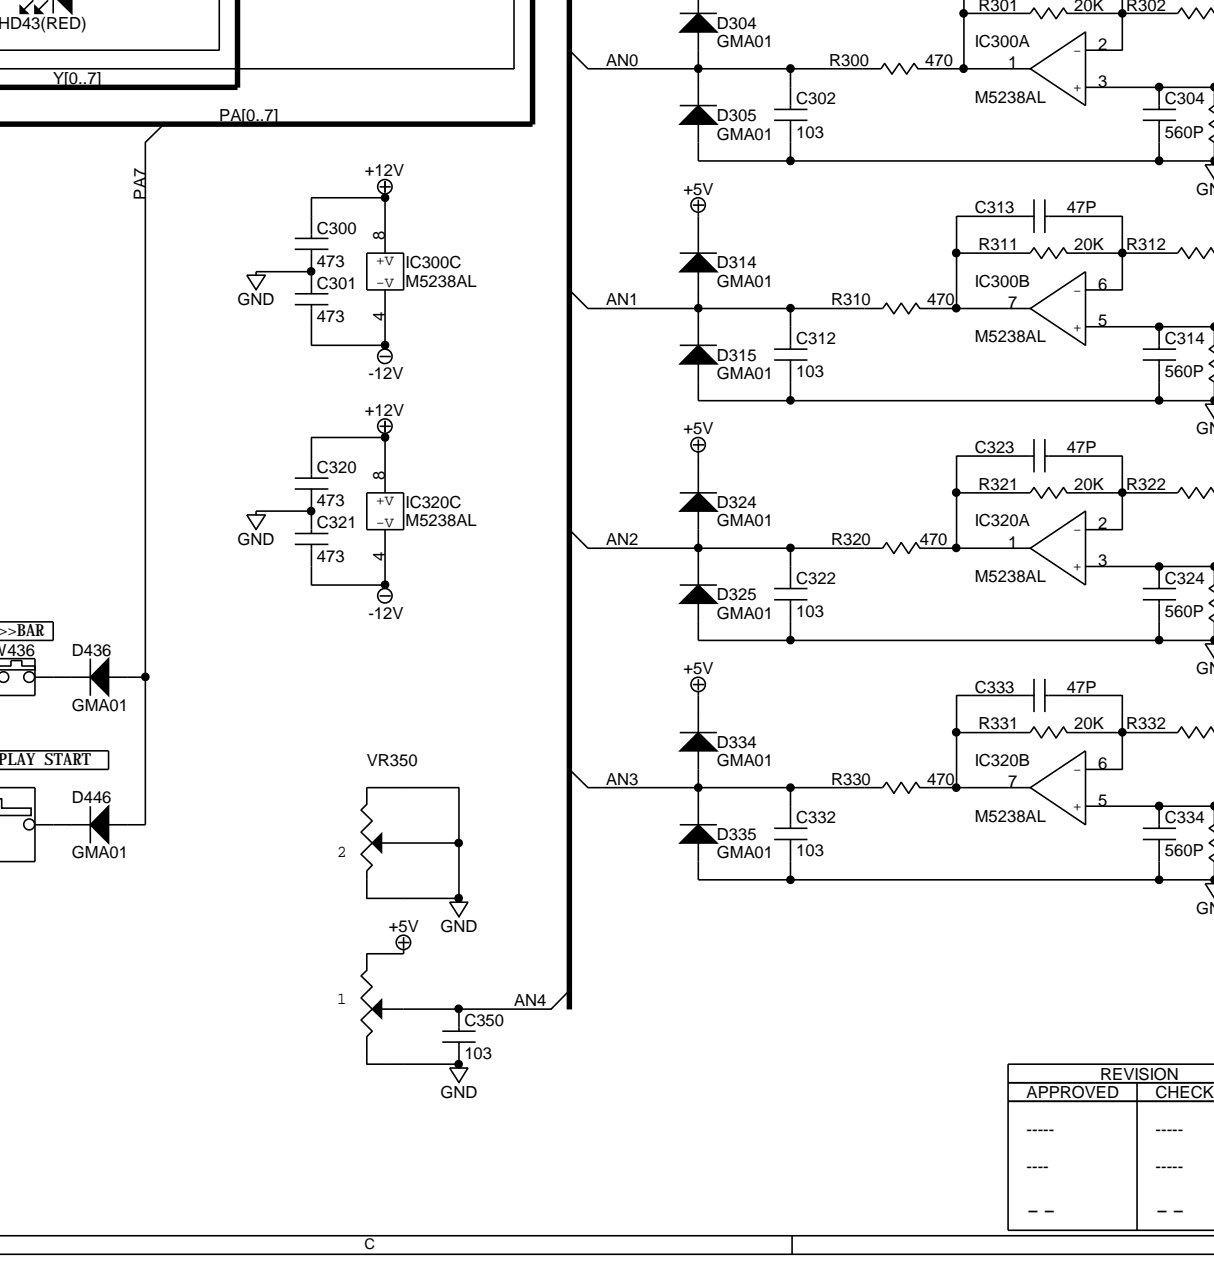 HD43(RED)
Y[0..7]
PA[0..7]
PA7
+12V
C300
473
8
+V
-V
IC300C
M5238AL
GND
C301
473
4
-12V
+12V
C320
473
8
+V
-V
IC320C
M5238AL
GND
C321
473
4
-12V
>>BAR
W436
D436
GMA01
PLAY START
D446
GMA01
VR350
2
GND
+5V
1
AN4
C350
103
GND
D304
GMA01
AN0
D305
GMA01
C302
103
R300
470
R301
20K
R302
IC300A
1
2
-
3
+
M5238AL
C304
560P
GN
+5V
D314
GMA01
AN1
D315
GMA01
C312
103
R310
470
C313
47P
R311
20K
R312
IC300B
7
6
-
5
+
M5238AL
C314
560P
GN
+5V
D324
GMA01
AN2
D325
GMA01
C322
103
R320
470
C323
47P
R321
20K
R322
IC320A
1
2
-
3
+
M5238AL
C324
560P
GN
+5V
D334
GMA01
AN3
D335
GMA01
C332
103
R330
470
C333
47P
R331
20K
R332
IC320B
7
6
-
5
+
M5238AL
C334
560P
GN
REVISION
APPROVED CHECK
----- -----
---- -----
– – – –
C